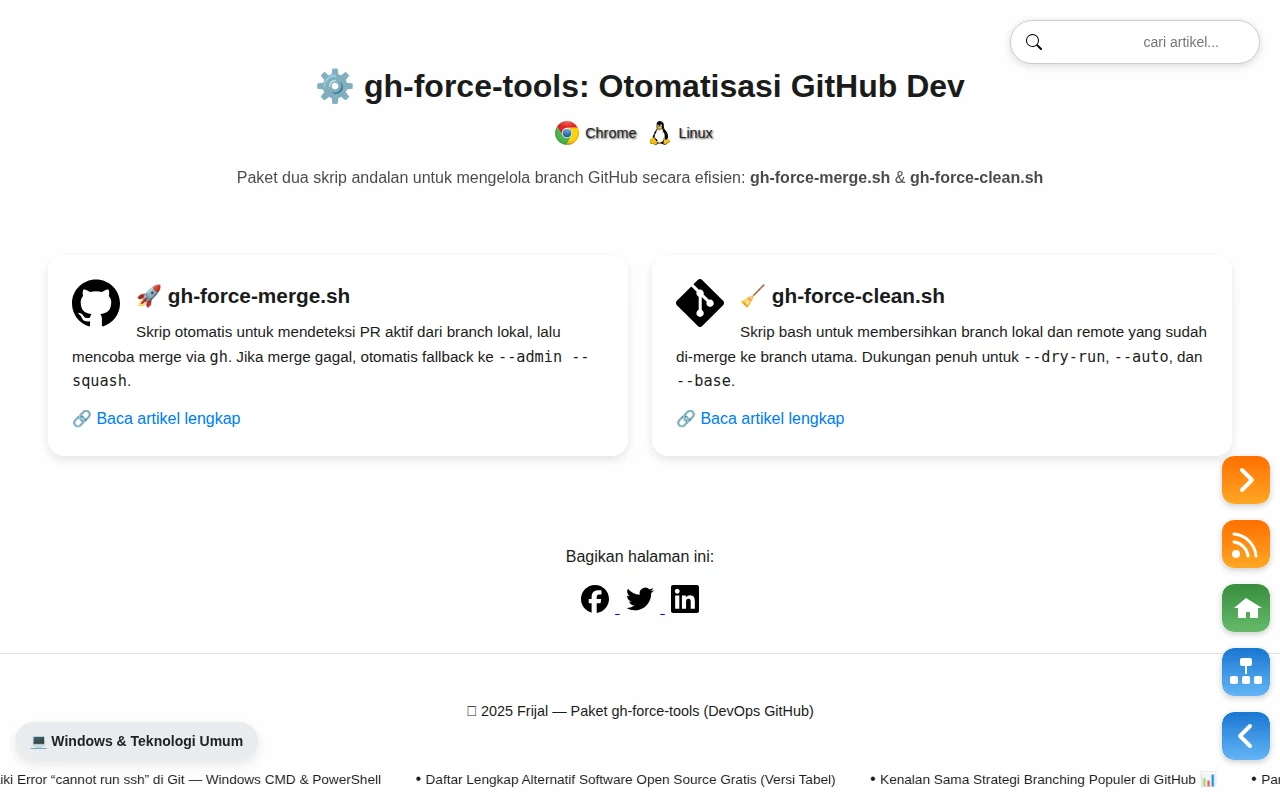 cari artikel...
⚙️ gh-force-tools: Otomatisasi GitHub Dev
Chrome Linux
Paket dua skrip andalan untuk mengelola branch GitHub secara efisien: gh-force-merge.sh & gh-force-clean.sh
🚀 gh-force-merge.sh
Skrip otomatis untuk mendeteksi PR aktif dari branch lokal, lalu
mencoba merge via gh. Jika merge gagal, otomatis fallback ke --admin --
squash.
🔗 Baca artikel lengkap
🧹 gh-force-clean.sh
Skrip bash untuk membersihkan branch lokal dan remote yang sudah
di-merge ke branch utama. Dukungan penuh untuk --dry-run, --auto, dan
--base.
🔗 Baca artikel lengkap
Bagikan halaman ini:
2025 Frijal — Paket gh-force-tools (DevOps GitHub)
💻 Windows & Teknologi Umum
Error “cannot run ssh” di Git — Windows CMD & PowerShell • Daftar Lengkap Alternatif Software Open Source Gratis (Versi Tabel) • Kenalan Sama Strategi Branching Populer di GitHub 📊 •